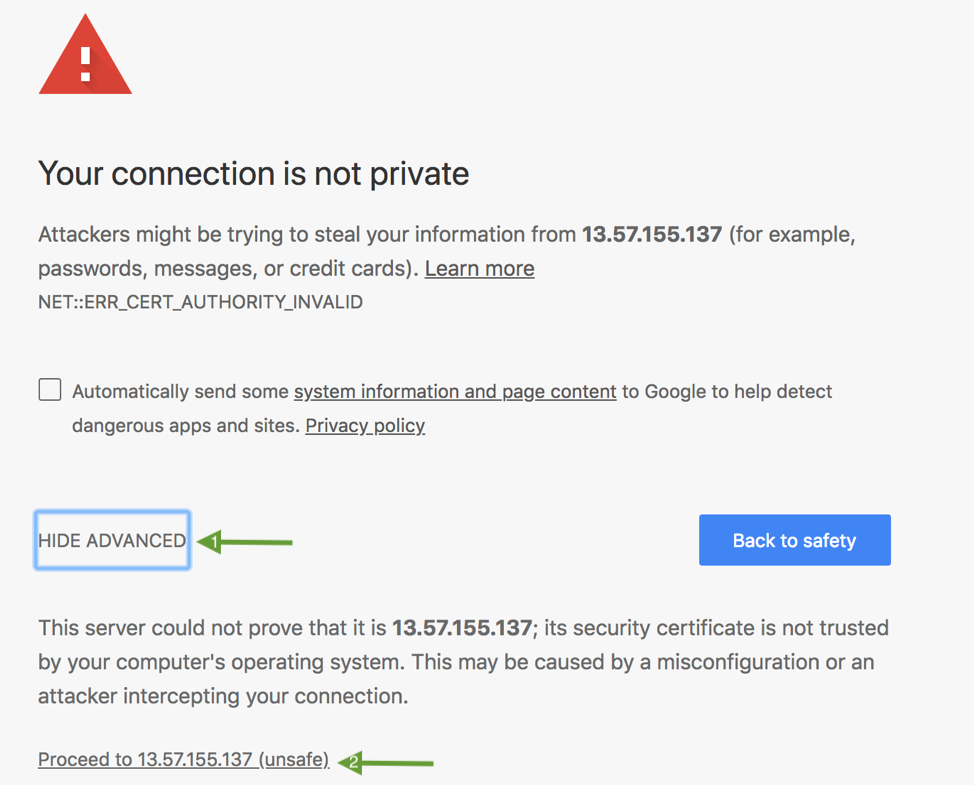 Your connection is not private
Attackers might be trying to steal your information from 13.57.155.137 (for example,
passwords, messages, or credit cards). Learn more
NET::ERR_CERT_AUTHORITY_INVALID
Automatically send some system information and page content to Google to help detect
dangerous apps and sites. Privacy policy
HIDE ADVANCED 1 Back to safety
This server could not prove that it is 13.57.155.137; its security certificate is not trusted
by your computer's operating system. This may be caused by a misconfiguration or an
attacker intercepting your connection.
Proceed to 13.57.155.137 (unsafe) 2